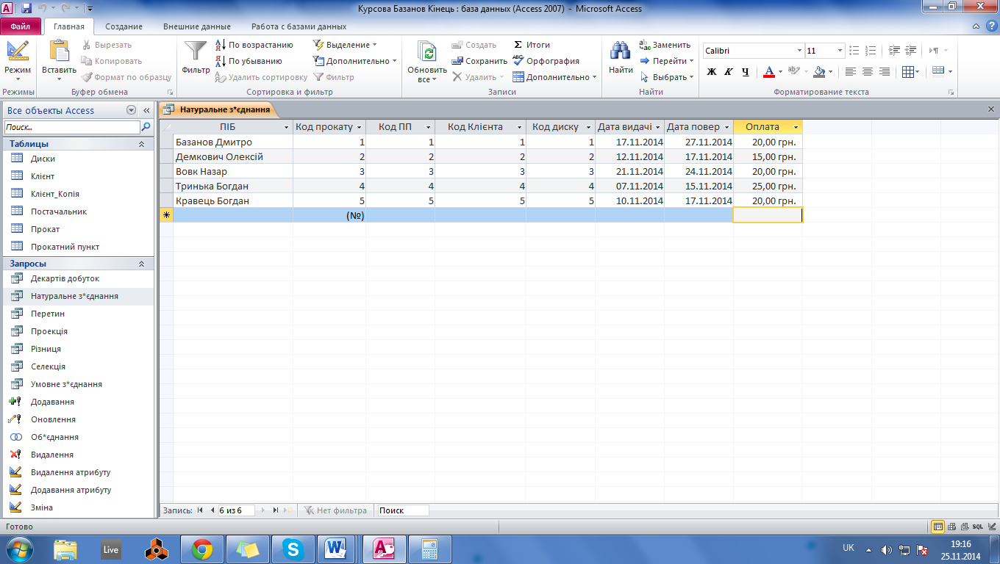 Курсова Базанов Кінець : база данных (Access 2007) - Microsoft Access
Файл Главная Создание Внешние данные Работа с базами данных
Режим
Режимы
Вставить
Вырезать
Копировать
Формат по образцу
Буфер обмена
Фильтр
По возрастанию
По убыванию
Удалить сортировку
Выделение
Дополнительно
Фильтр
Сортировка и фильтр
Обновить
все
Создать
Сохранить
Удалить
Итоги
Орфография
Дополнительно
Записи
Найти
Заменить
Перейти
Выбрать
Найти
Calibri 11
Ж К Ч
Форматирование текста
Все объекты Access
Поиск...
Таблицы
Диски
Клієнт
Клієнт_Копія
Постачальник
Прокат
Прокатний пункт
Запросы
Декартів добуток
Натуральне з*єднання
Перетин
Проекція
Різниця
Селекція
Умовне з*єднання
Додавання
Оновлення
Об*єднання
Видалення
Видалення атрибуту
Додавання атрибуту
Зміна
Натуральне з*єднання
ПІБ Код прокату Код ПП Код Клієнта Код диску Дата видачі Дата повер Оплата
Базанов Дмитро 1 1 1 1 17.11.2014 27.11.2014 20,00 грн.
Демкович Олексій 2 2 2 2 12.11.2014 17.11.2014 15,00 грн.
Вовк Назар 3 3 3 3 21.11.2014 24.11.2014 20,00 грн.
Тринька Богдан 4 4 4 4 07.11.2014 15.11.2014 25,00 грн.
Кравець Богдан 5 5 5 5 10.11.2014 17.11.2014 20,00 грн.
(№)
Запись: 6 из 6 Нет фильтра Поиск
Готово SQL
Live
UK
19:16
25.11.2014